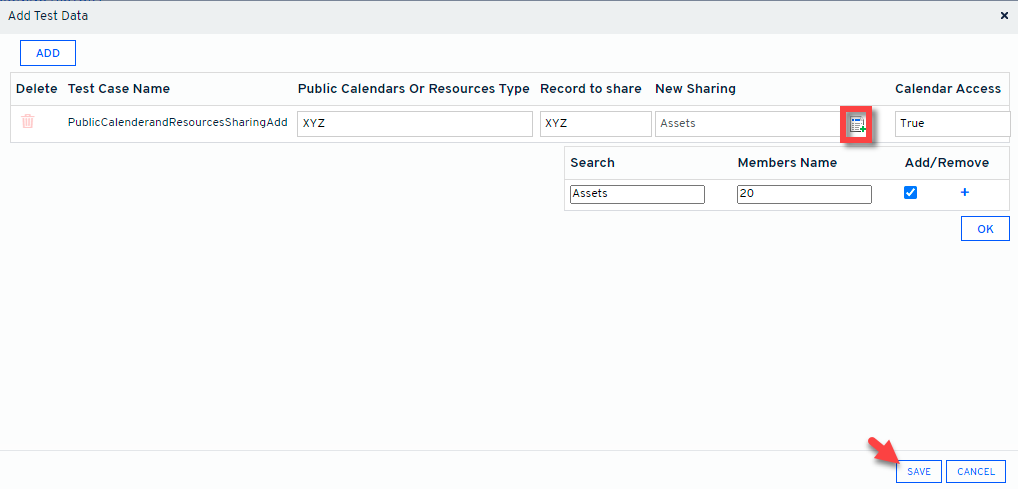 Add Test Data
ADD
Delete Test Case Name Public Calendars Or Resources Type Record to share New Sharing Calendar Access
PublicCalenderandResourcesSharingAdd XYZ XYZ Assets True
Search Members Name Add/Remove
Assets 20 +
OK
SAVE CANCEL